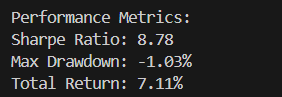 Performance Metrics:
Sharpe Ratio: 8.78
Max Drawdown: -1.03%
Total Return: 7.11%